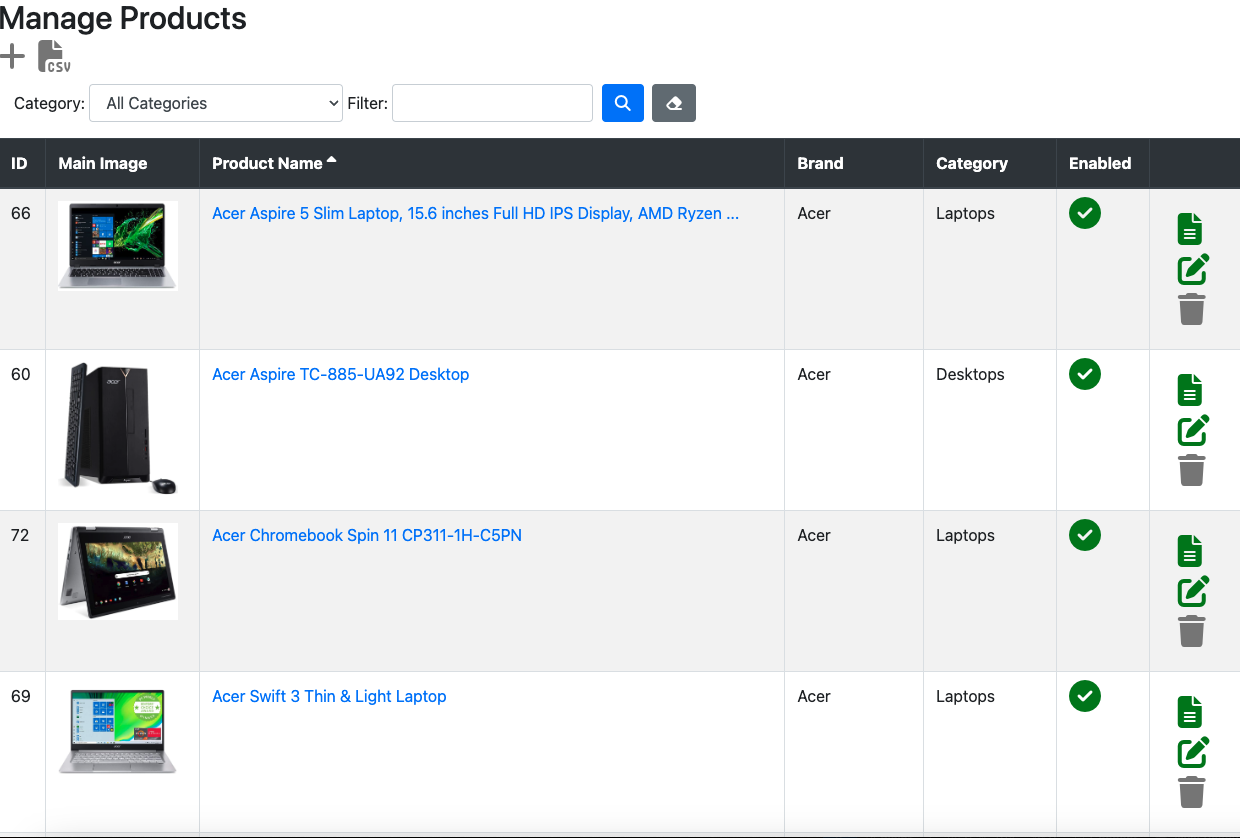 Manage Products
CSV
Category: All Categories Filter:
ID Main Image Product Name Brand Category Enabled
66 Acer Aspire 5 Slim Laptop, 15.6 inches Full HD IPS Display, AMD Ryzen ... Acer Laptops
60 Acer Aspire TC-885-UA92 Desktop Acer Desktops
acer
72 Acer Chromebook Spin 11 CP311-1H-C5PN Acer Laptops
69 Acer Swift 3 Thin & Light Laptop Acer Laptops